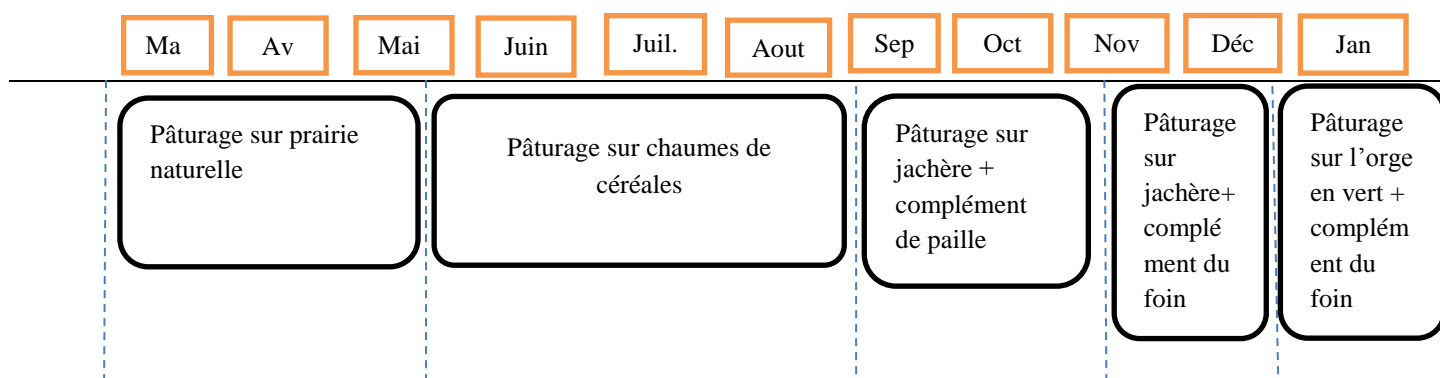 Ma
Av
Mai
Juin
Juil.
Aout
Sep
Oct
Nov
Déc
Jan
Pâturage sur prairie
naturelle
Pâturage sur chaumes de
céréales
Pâturage sur
jachère +
complément
de paille
Pâturage
sur
jachère+
complé
ment du
foin
Pâturage
sur l’orge
en vert +
complém
ent du
foin